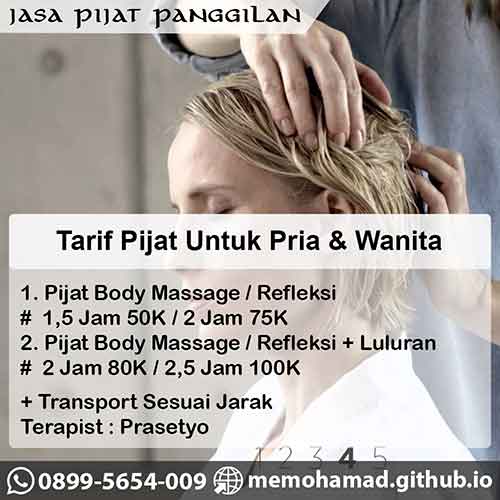 JASA PIJAT PANGGILAN
Tarif Pijat Untuk Pria & Wanita
1. Pijat Body Massage / Refleksi
# 1,5 Jam 50K / 2 Jam 75K
2. Pijat Body Massage / Refleksi + Luluran
# 2 Jam 80K / 2,5 Jam 100K
+ Transport Sesuai Jarak
Terapist : Prasetyo
1 2 3 4 5
0899-5654-009 memohamad.github.io